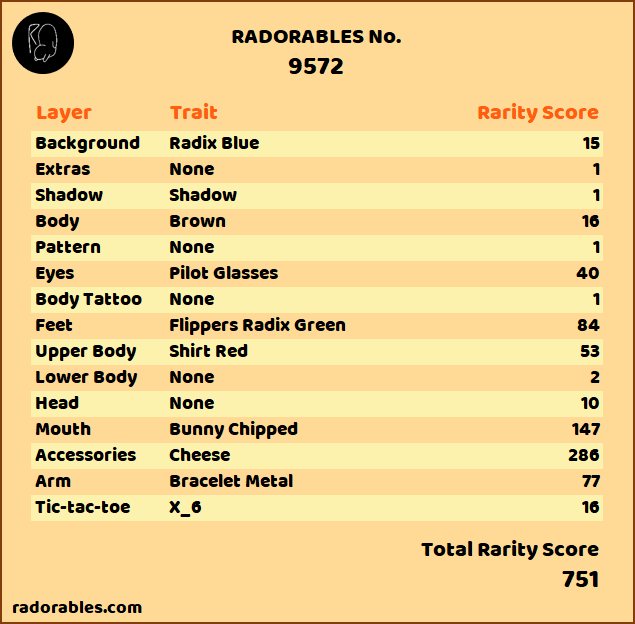 RADORABLES No.
9572
Layer Trait Rarity Score
Background Radix Blue 15
Extras None 1
Shadow Shadow 1
Body Brown 16
Pattern None 1
Eyes Pilot Glasses 40
Body Tattoo None 1
Feet Flippers Radix Green 84
Upper Body Shirt Red 53
Lower Body None 2
Head None 10
Mouth Bunny Chipped 147
Accessories Cheese 286
Arm Bracelet Metal 77
Tic-tac-toe X_6 16
Total Rarity Score
751
radorables.com